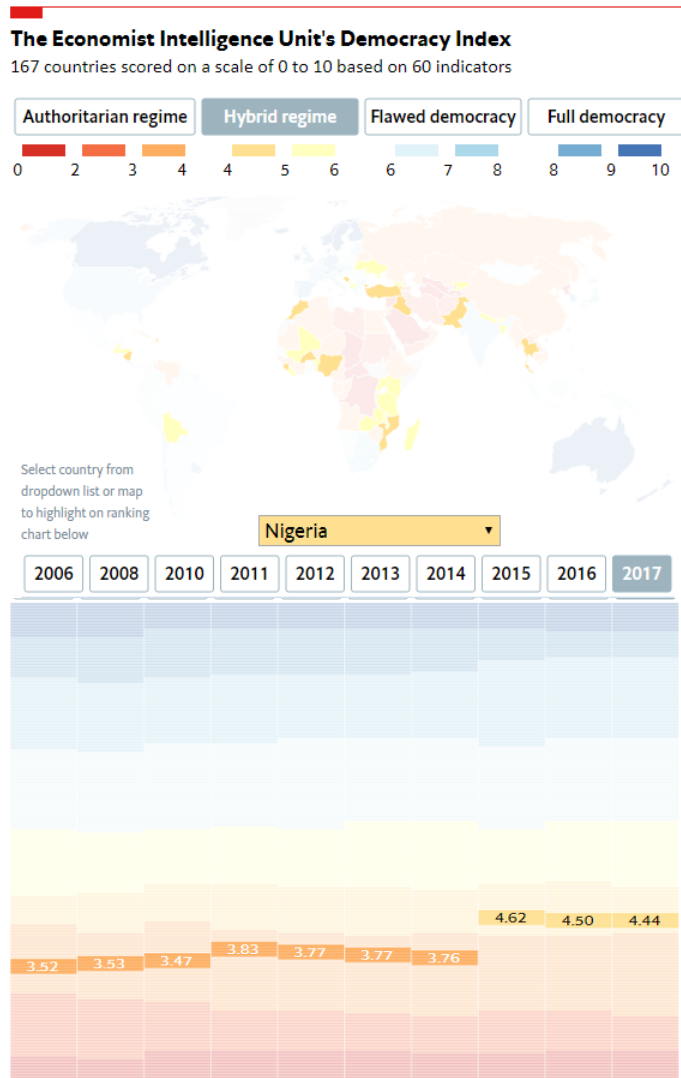 The Economist Intelligence Unit's Democracy Index
167 countries scored on a scale of 0 to 10 based on 60 indicators
Authoritarian regime Hybrid regime Flawed democracy Full democracy
0 2 3 4 4 5 6 6 7 8 8 9 10
Select country from
dropdown list or map
to highlight on ranking
chart below
Nigeria
2006 2008 2010 2011 2012 2013 2014 2015 2016 2017
3.52 3.53 3.47 3.83 3.77 3.77 3.76 4.62 4.50 4.44